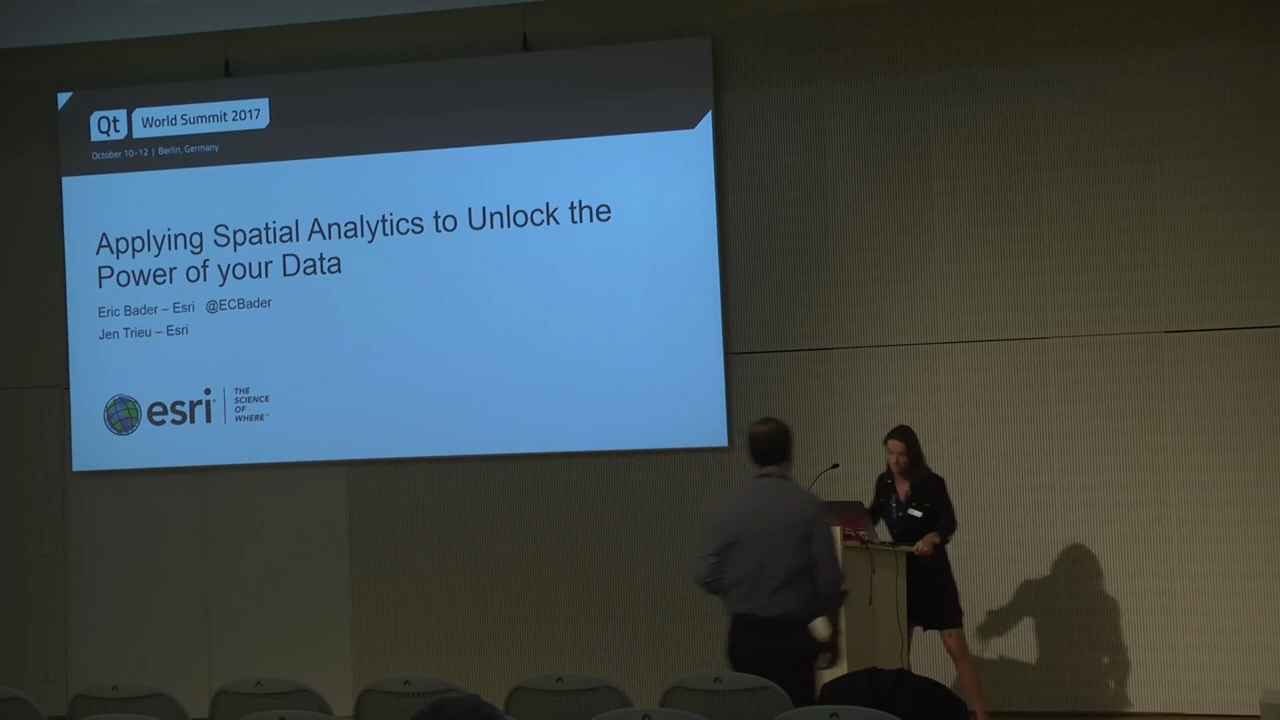 Qt World Summit 2017
October 10-12 | Berlin, Germany
Applying Spatial Analytics to Unlock the
Power of your Data
Eric Bader – Esri @ECBader
Jen Trieu – Esri
esri
THE
SCIENCE
OF
WHERE™